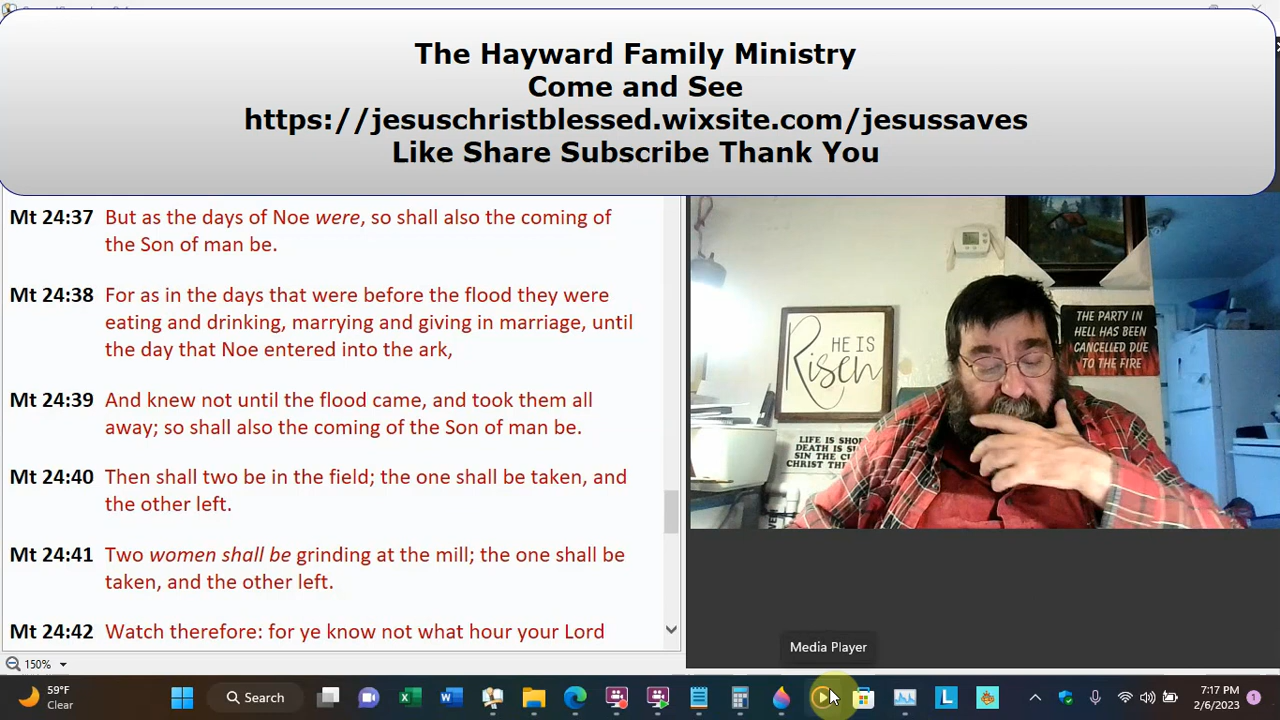 The Hayward Family Ministry
Come and See
https://jesuschristblessed.wixsite.com/jesussaves
Like Share Subscribe Thank You
Mt 24:37 But as the days of Noe were, so shall also the coming of
the Son of man be.
Mt 24:38 For as in the days that were before the flood they were
eating and drinking, marrying and giving in marriage, until
the day that Noe entered into the ark,
Mt 24:39 And knew not until the flood came, and took them all
away; so shall also the coming of the Son of man be.
Mt 24:40 Then shall two be in the field; the one shall be taken, and
the other left.
Mt 24:41 Two women shall be grinding at the mill; the one shall be
taken, and the other left.
Mt 24:42 Watch therefore: for ye know not what hour your Lord
150%
HE IS
Risen
THE PARTY IN
HELL HAS BEEN
CANCELLED DUE
TO THE FIRE
LIFE IS
DEATH IS
SIN THE
CHRIST
Media Player
59°F
Clear
Search
7:17 PM
2/6/2023
1